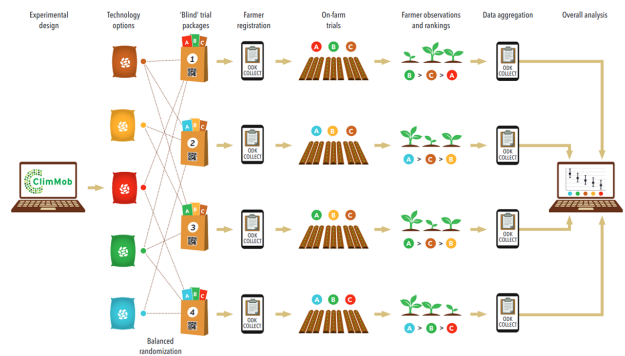 Experimental
design
Technology
options
'Blind' trial
packages
Farmer
registration
On-farm
trials
Farmer observations
and rankings
Data aggregation
Overall analysis
ClimMob
A B C
1
ODK
COLLECT
A B C
B > C > A
ODK
COLLECT
A B C
2
ODK
COLLECT
A B C
A > C > B
ODK
COLLECT
A B C
3
ODK
COLLECT
A B C
A > C > B
ODK
COLLECT
A B C
4
ODK
COLLECT
A B C
A > B > C
ODK
COLLECT
Balanced
randomization